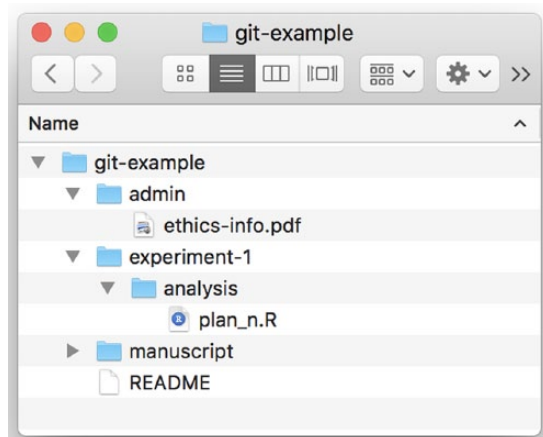 git-example
Name
git-example
admin
ethics-info.pdf
experiment-1
analysis
plan_n.R
manuscript
README